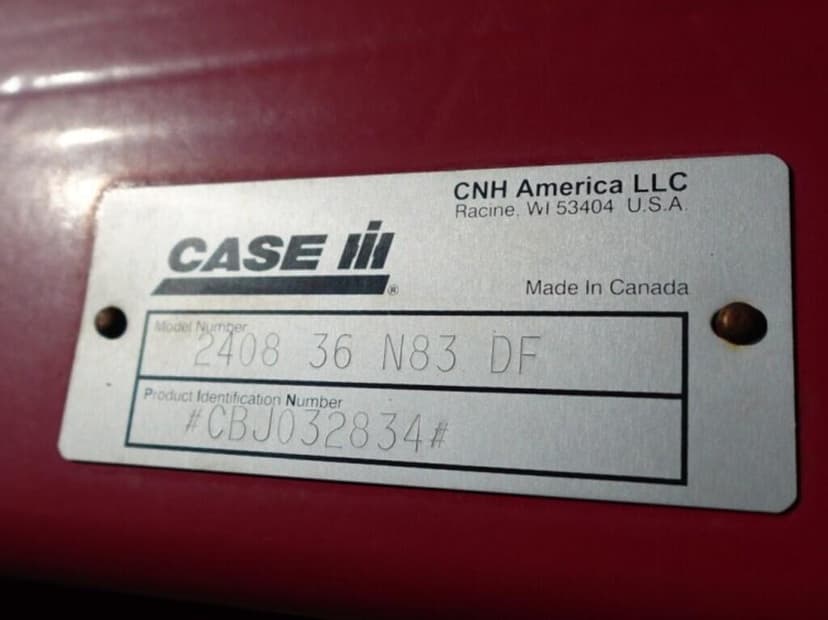 CNH America LLC
Racine, WI 53404 U.S.A.
CASE IH®
Made In Canada
Model Number
2408 36 N83 DF
Product Identification Number
#CBJ032834#